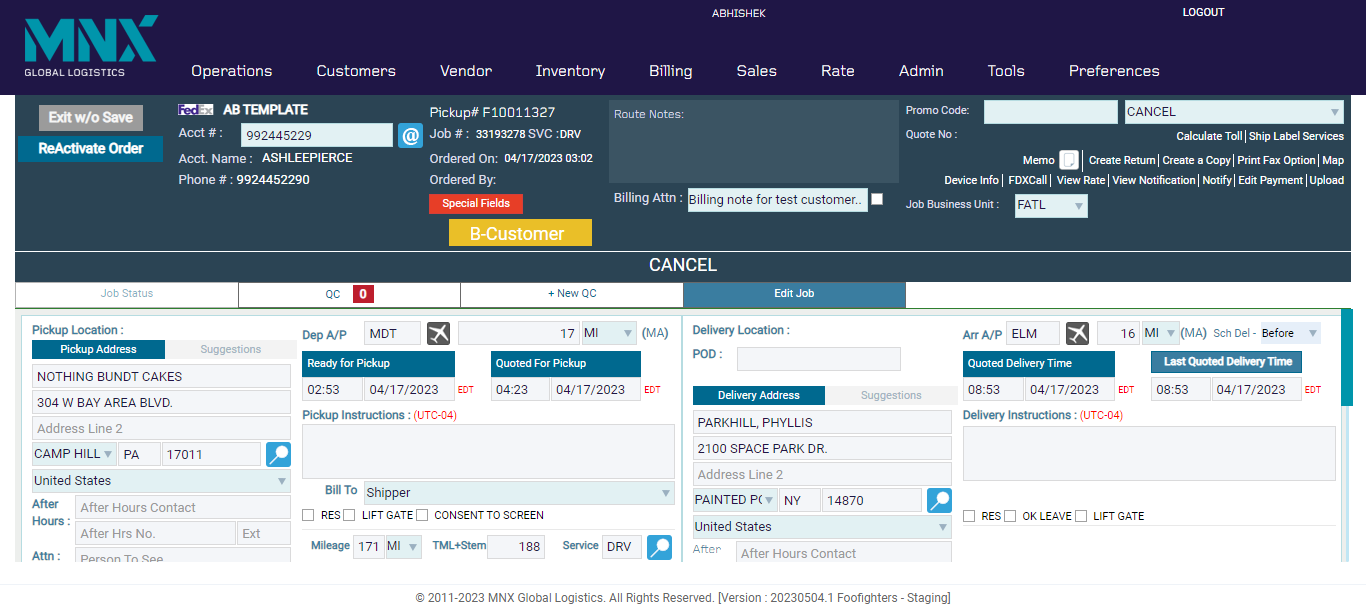 ABHISHEK
LOGOUT
MNX
GLOBAL LOGISTICS
Operations Customers Vendor Inventory Billing Sales Rate Admin Tools Preferences
Exit w/o Save
ReActivate Order
FedEx AB TEMPLATE
Acct # : 992445229 @
Acct. Name : ASHLEEPIERCE
Phone # : 9924452290
Pickup# F10011327
Job # : 33193278 SVC :DRV
Ordered On: 04/17/2023 03:02
Ordered By:
Special Fields
B-Customer
Route Notes:
Billing Attn : Billing note for test customer..
Promo Code: CANCEL
Quote No :
Calculate Toll| Ship Label Services
Memo | Create Return| Create a Copy| Print Fax Option| Map
Device Info | FDXCall | View Rate| View Notification| Notify| Edit Payment| Upload
Job Business Unit : FATL
CANCEL
Job Status
QC 0
+ New QC
Edit Job
Pickup Location :
Pickup Address Suggestions
NOTHING BUNDT CAKES
304 W BAY AREA BLVD.
Address Line 2
CAMP HILL PA 17011
United States
After Hours : After Hours Contact
After Hrs No. Ext
Attn : Person To See
Dep A/P MDT 17 MI (MA)
Ready for Pickup Quoted For Pickup
02:53 04/17/2023 EDT 04:23 04/17/2023 EDT
Pickup Instructions : (UTC-04)
Bill To Shipper
RES LIFT GATE CONSENT TO SCREEN
Mileage 171 MI TML+Stem 188 Service DRV
Delivery Location :
POD :
Delivery Address Suggestions
PARKHILL, PHYLLIS
2100 SPACE PARK DR.
Address Line 2
PAINTED PO NY 14870
United States
After After Hours Contact
Arr A/P ELM 16 MI (MA) Sch Del - Before
Quoted Delivery Time Last Quoted Delivery Time
08:53 04/17/2023 EDT 08:53 04/17/2023 EDT
Delivery Instructions : (UTC-04)
RES OK LEAVE LIFT GATE
© 2011-2023 MNX Global Logistics. All Rights Reserved. [Version : 20230504.1 Foofighters - Staging]